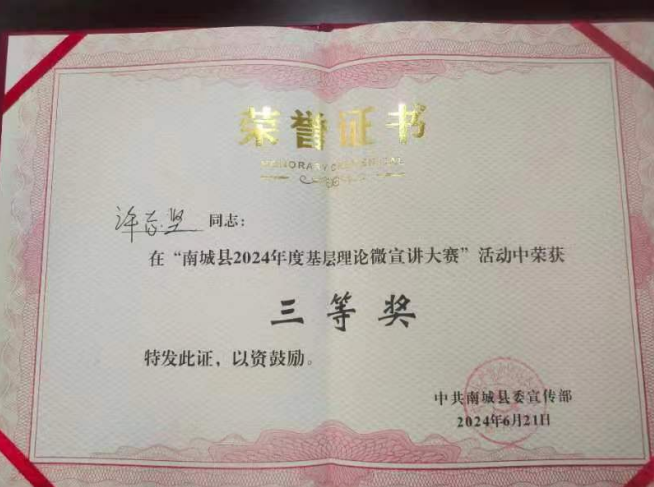 荣誉证书
HONORARY CREDENTIAL
同志：
在“南城县2024年度基层理论微宣讲大赛”活动中荣获
三等奖
特发此证，以资鼓励。
中共南城县委宣传部
2024年6月21日